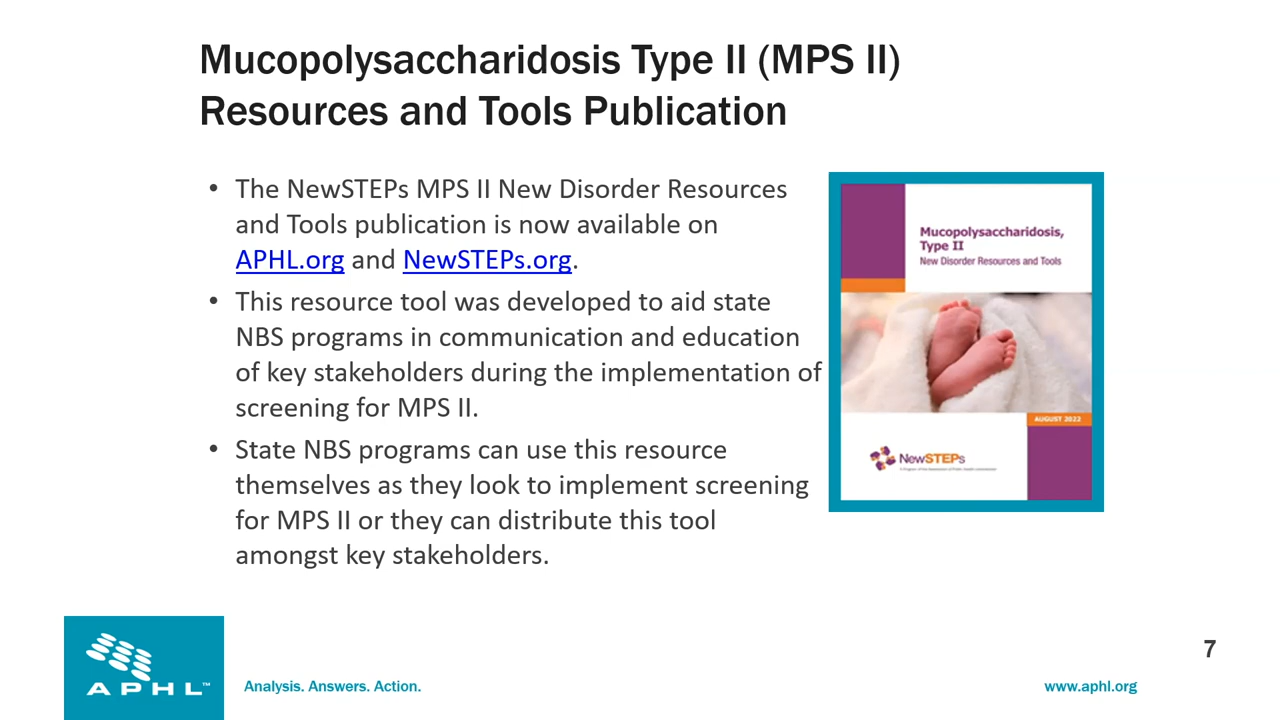 Mucopolysaccharidosis Type II (MPS II)
Resources and Tools Publication
• The NewSTEPs MPS II New Disorder Resources
and Tools publication is now available on
APHL.org and NewSTEPs.org.
• This resource tool was developed to aid state
NBS programs in communication and education
of key stakeholders during the implementation of
screening for MPS II.
• State NBS programs can use this resource
themselves as they look to implement screening
for MPS II or they can distribute this tool
amongst key stakeholders.
Mucopolysaccharidosis,
Type II
New Disorder Resources and Tools
AUGUST 2022
NewSTEPs
A Program of the Association of Public Health Laboratories
7
APHL™
Analysis. Answers. Action.
www.aphl.org